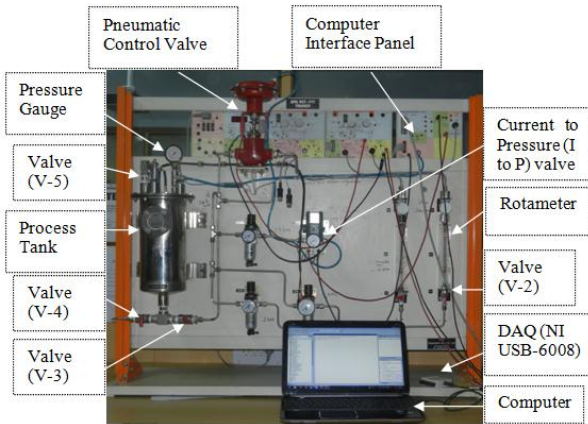 Pneumatic
Control Valve
Computer
Interface Panel
Pressure
Gauge
Current to
Pressure (I
to P) valve
Valve
(V-5)
Rotameter
Process
Tank
Valve
(V-2)
Valve
(V-4)
DAQ (NI
USB-6008)
Valve
(V-3)
Computer